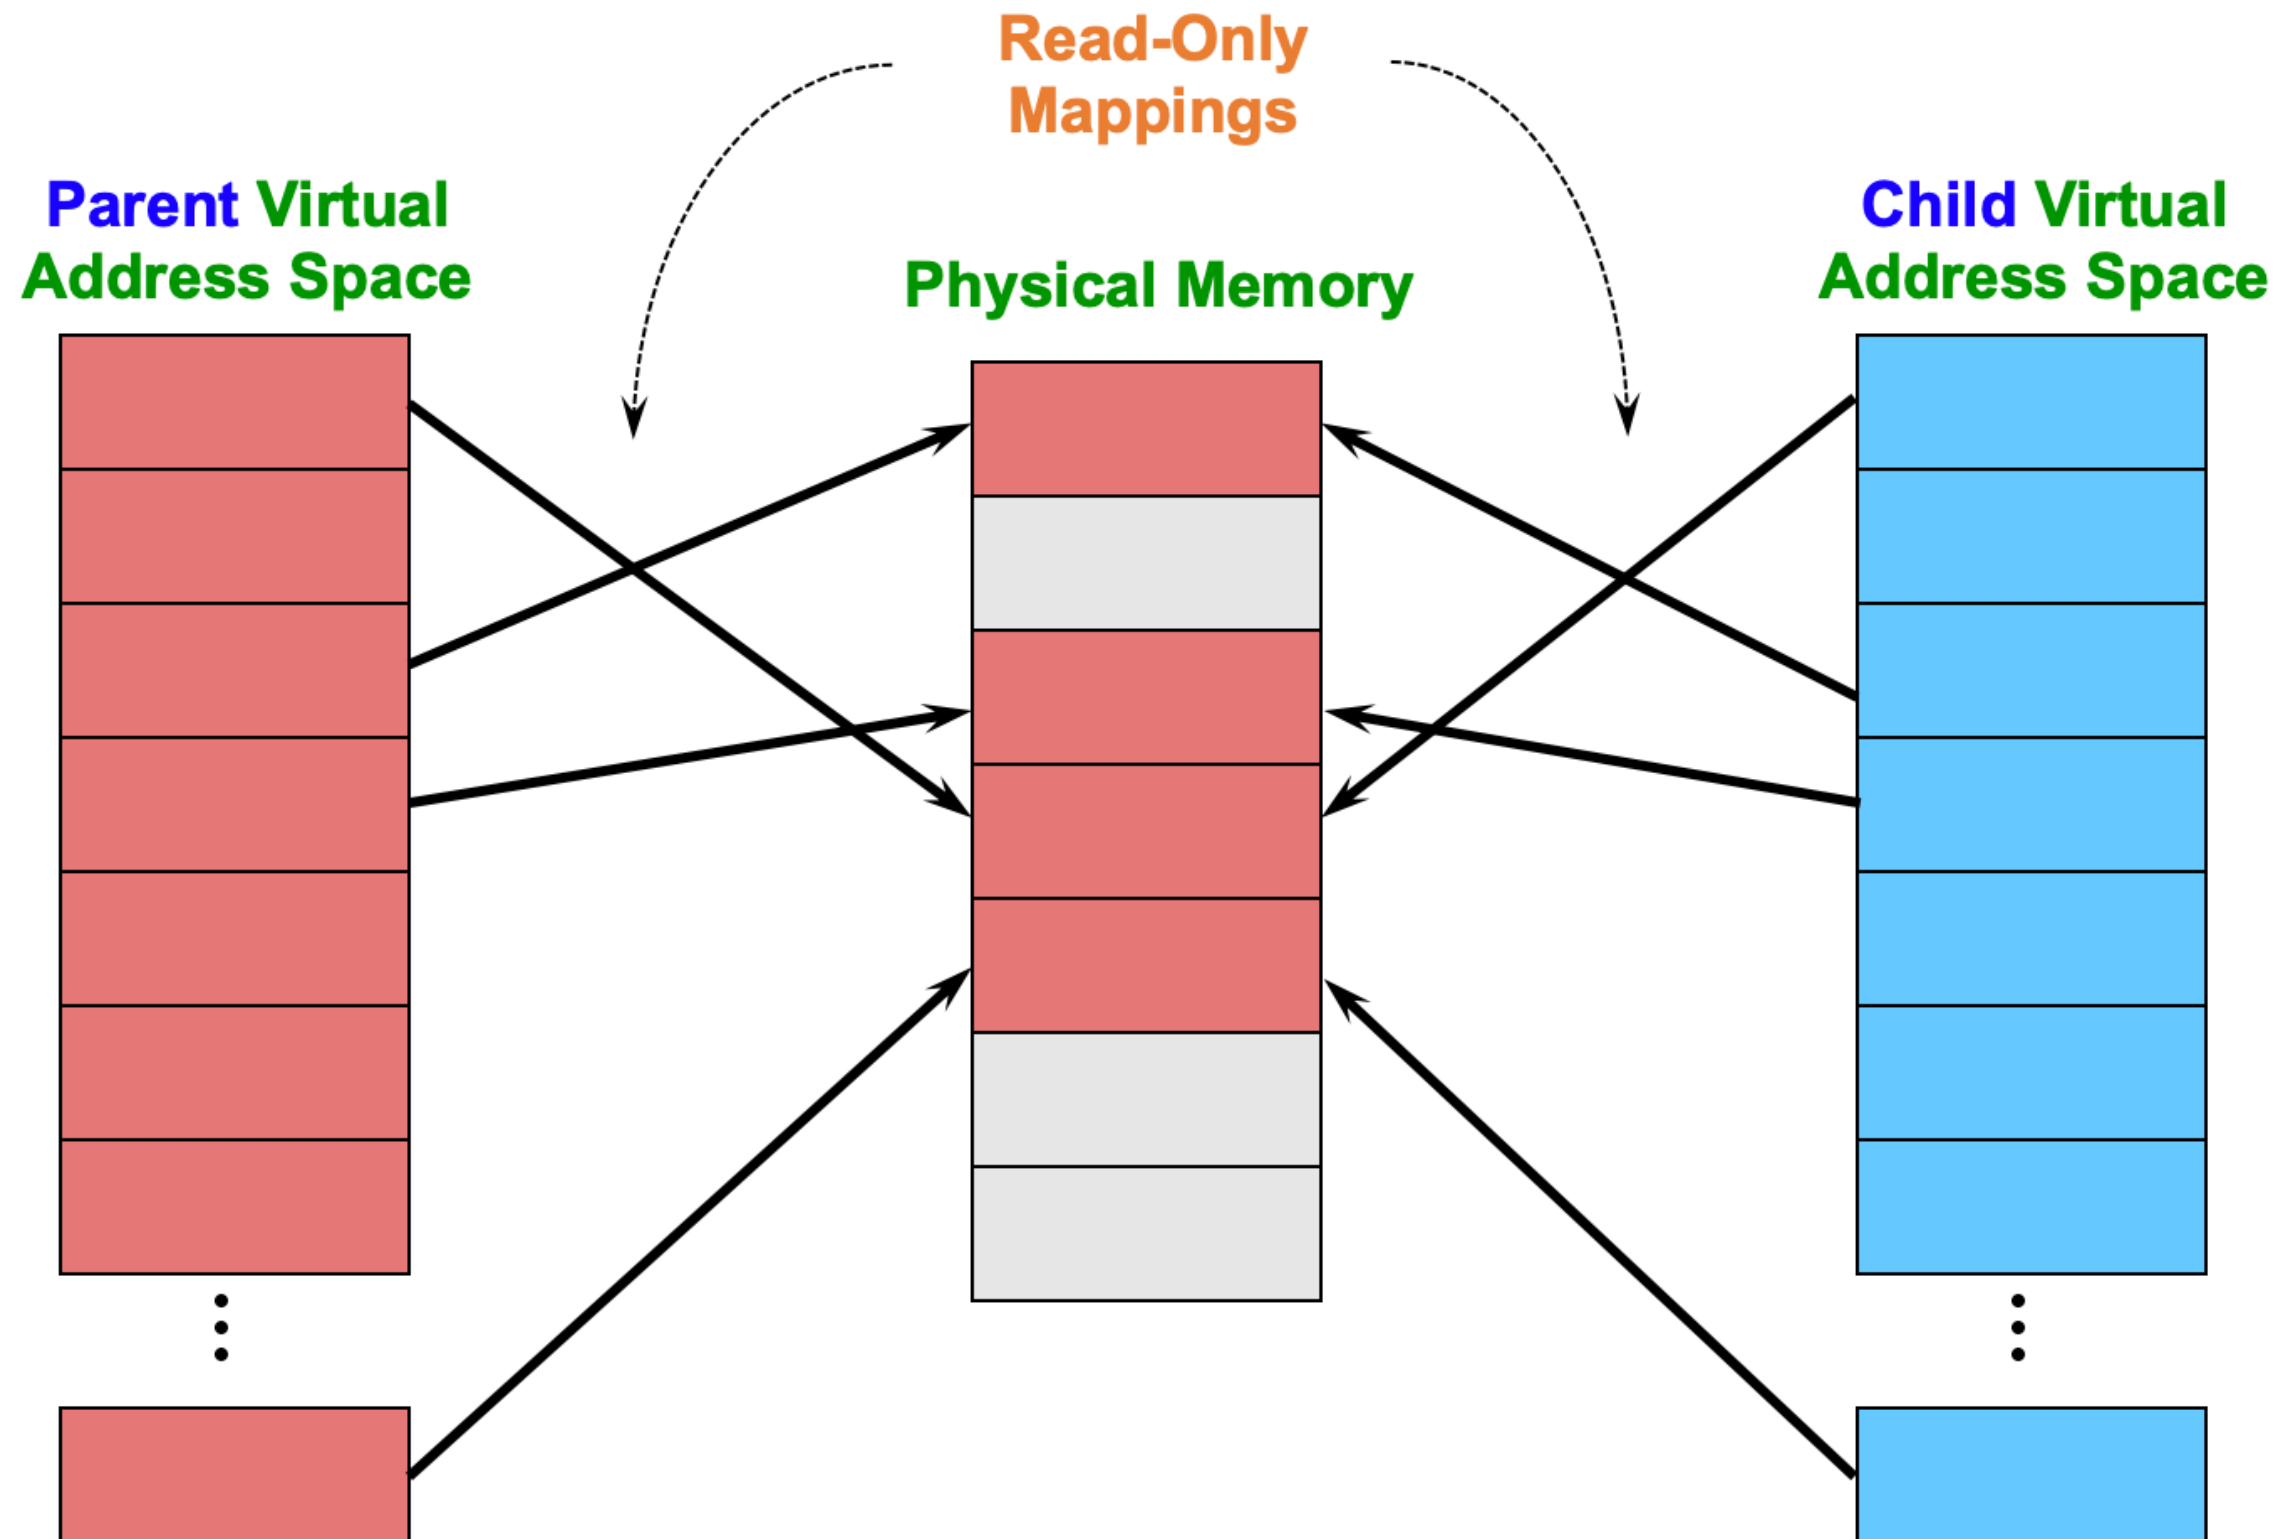 Read-Only
Mappings
Parent Virtual
Address Space
Physical Memory
Child Virtual
Address Space